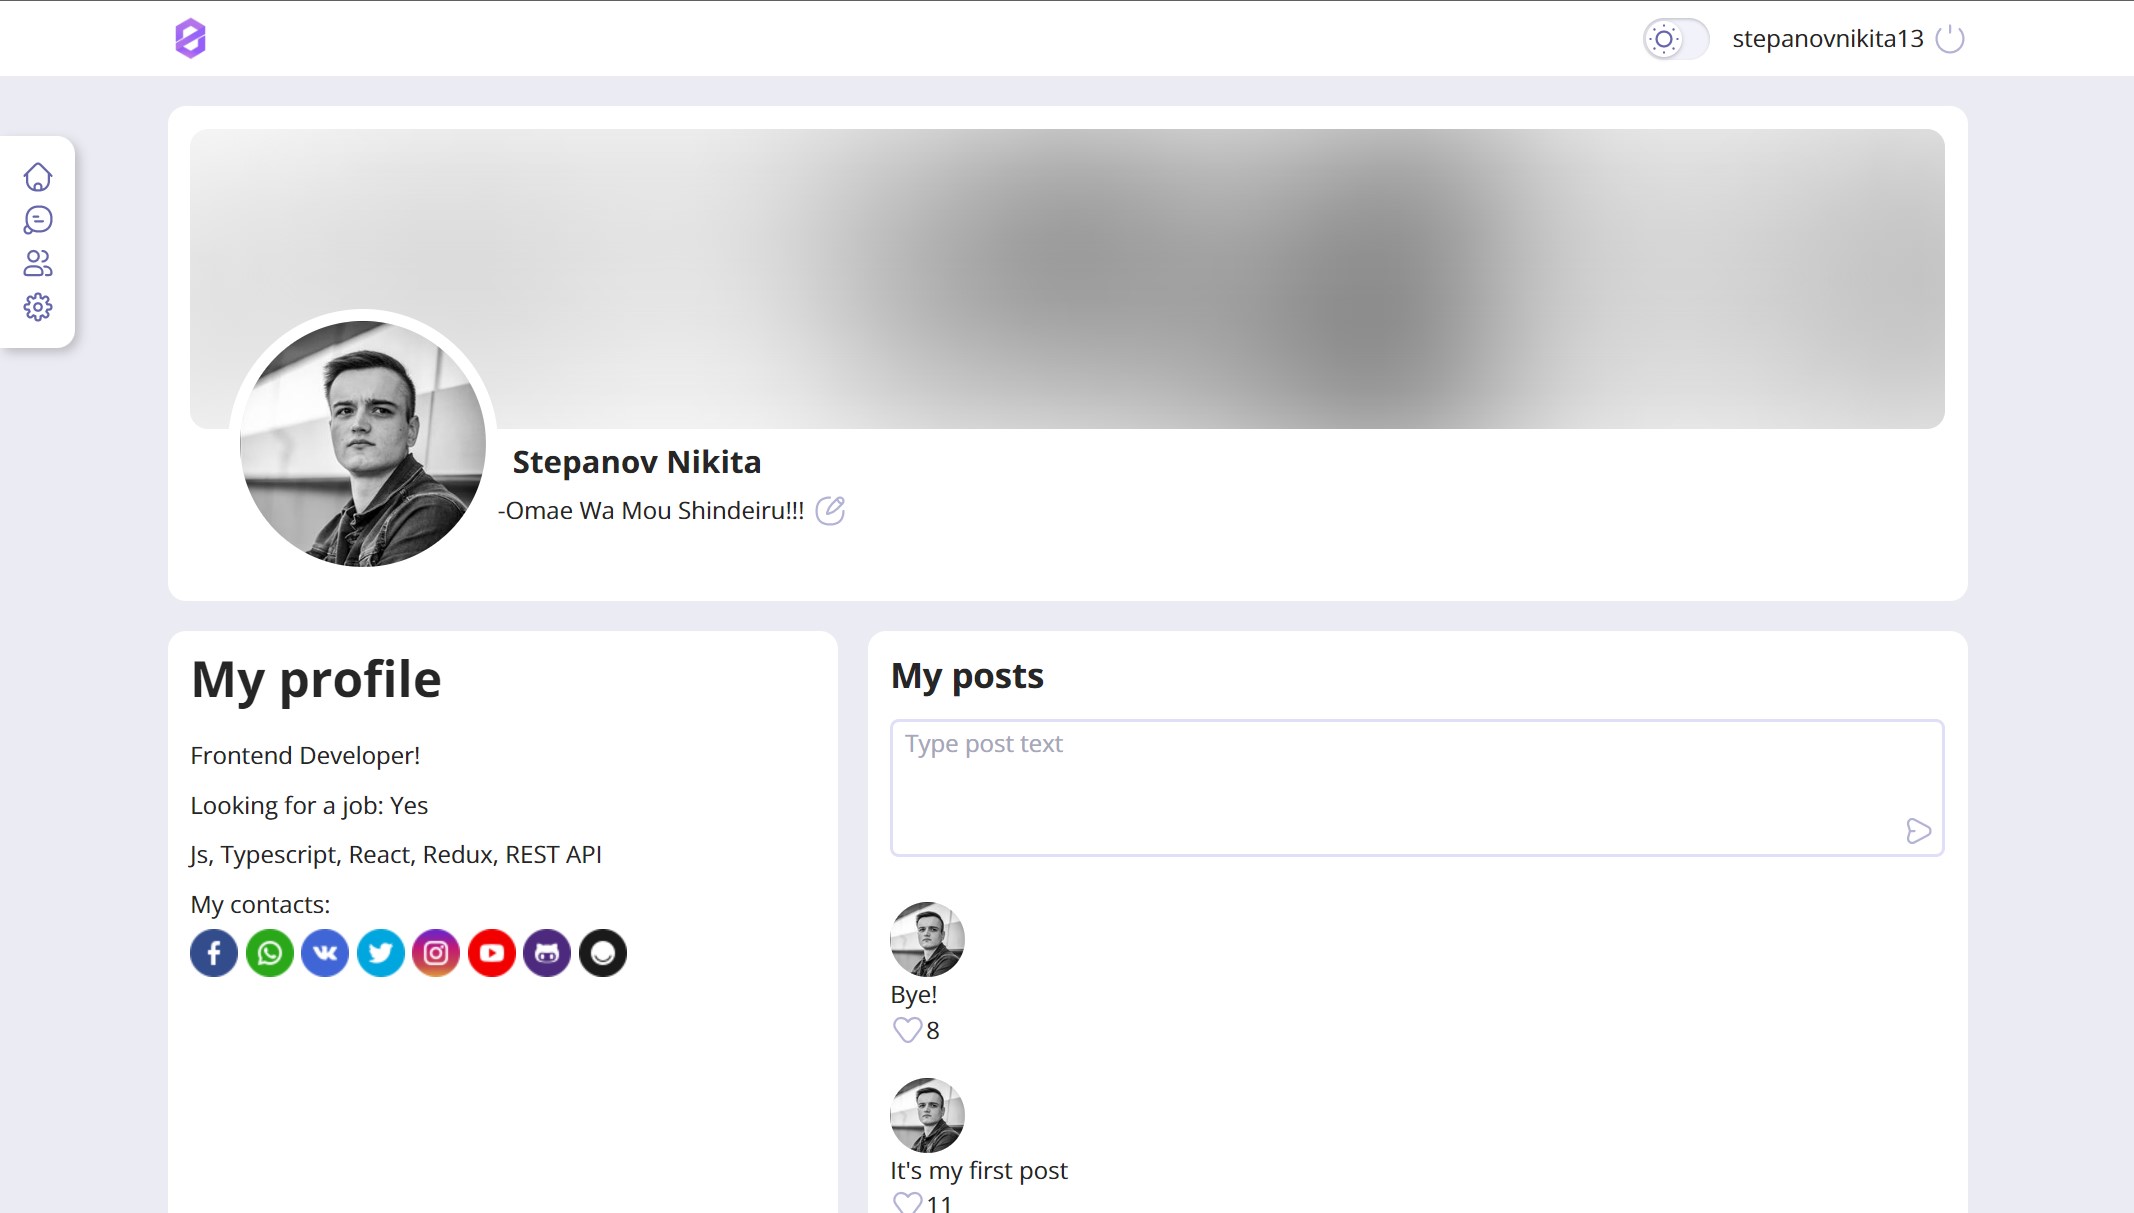 stepanovnikita13
Stepanov Nikita
-Omae Wa Mou Shindeiru!!!
My profile
Frontend Developer!
Looking for a job: Yes
Js, Typescript, React, Redux, REST API
My contacts:
My posts
Type post text
Bye!
8
It's my first post
11